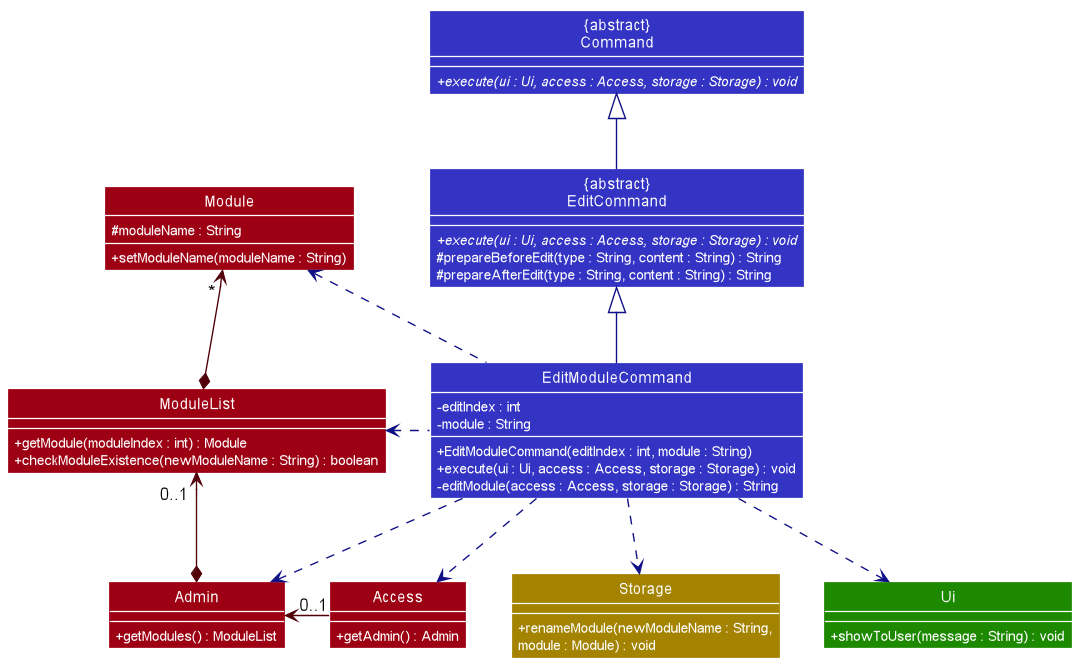 {abstract}
Command
+execute(ui : Ui, access : Access, storage : Storage) : void
{abstract}
EditCommand
+execute(ui : Ui, access : Access, storage : Storage) : void
#prepareBeforeEdit(type : String, content : String) : String
#prepareAfterEdit(type : String, content : String) : String
Module
#moduleName : String
+setModuleName(moduleName : String)
*
EditModuleCommand
-editIndex : int
-module : String
+EditModuleCommand(editIndex : int, module : String)
+execute(ui : Ui, access : Access, storage : Storage) : void
-editModule(access : Access, storage : Storage) : String
ModuleList
+getModule(moduleIndex : int) : Module
+checkModuleExistence(newModuleName : String) : boolean
0..1
Admin
+getModules() : ModuleList
0..1
Access
+getAdmin() : Admin
Storage
+renameModule(newModuleName : String,
module : Module) : void
Ui
+showToUser(message : String) : void